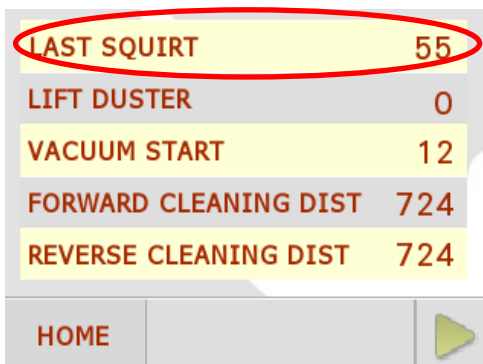 LAST SQUIRT 55
LIFT DUSTER 0
VACUUM START 12
FORWARD CLEANING DIST 724
REVERSE CLEANING DIST 724
HOME